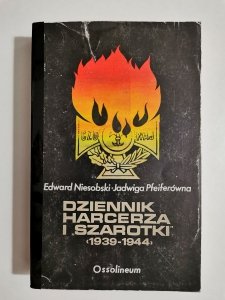 Edward Niesobski·Jadwiga Pfeiferówna
DZIENNIK
HARCERZA
I „SZAROTKI”
‹1939-1944›
Ossolineum